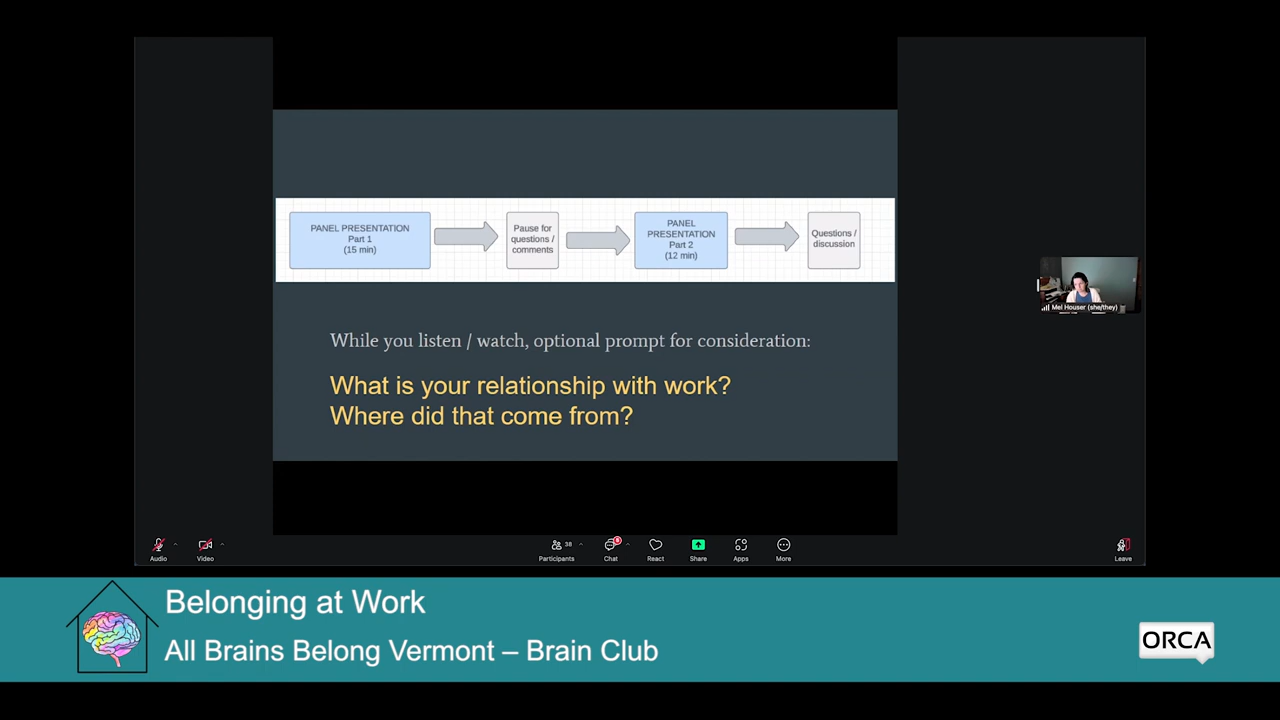 PANEL PRESENTATION
Part 1
(15 min)
Pause for
questions /
comments
PANEL
PRESENTATION
Part 2
(12 min)
Questions /
discussion
While you listen / watch, optional prompt for consideration:
What is your relationship with work?
Where did that come from?
Mel Houser (she/they)
Audio
Video
Participants
38
Chat
6
React
Share
Apps
More
Leave
Belonging at Work
All Brains Belong Vermont – Brain Club
ORCA